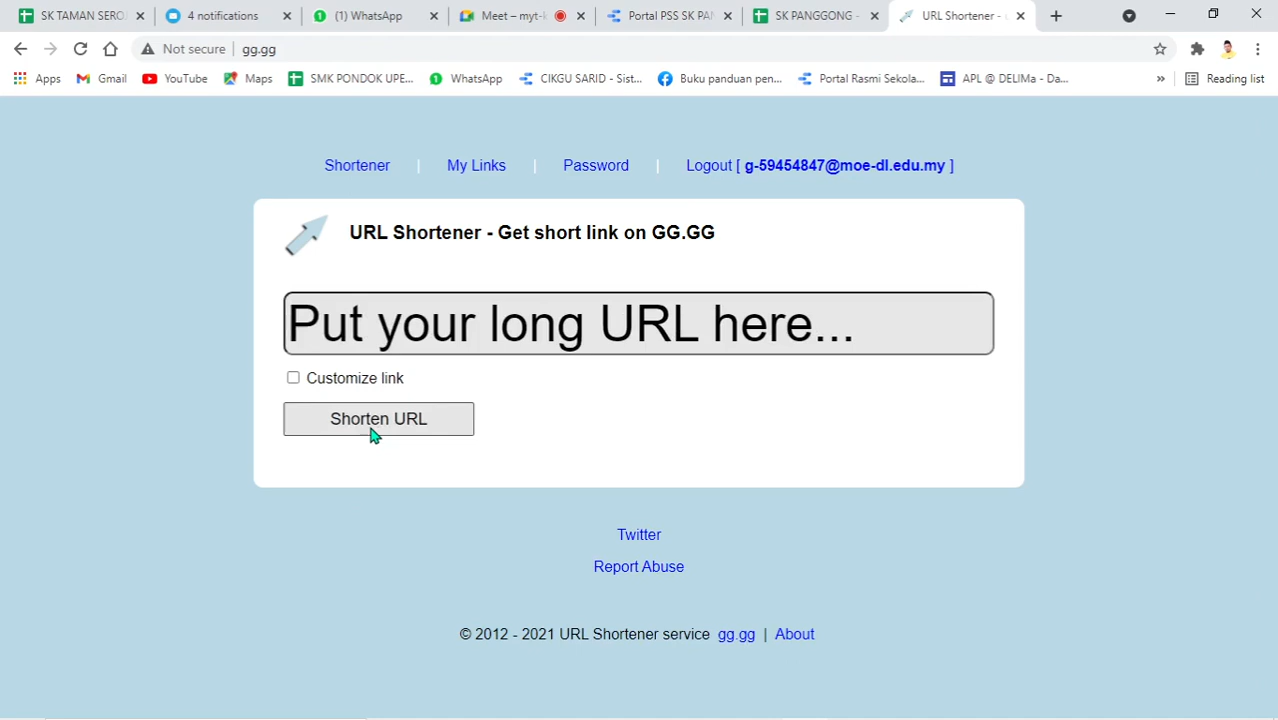 SK TAMAN SERO
4 notifications
(1) WhatsApp
Meet – myt-k
Portal PSS SK PAN
SK PANGGONG -
URL Shortener -
Not secure | gg.gg
Apps
Gmail
YouTube
Maps
SMK PONDOK UPE...
WhatsApp
CIKGU SARID - Sist...
Buku panduan pen...
Portal Rasmi Sekola...
APL @ DELIMa - Da...
Reading list
Shortener | My Links | Password | Logout [ g-59454847@moe-dl.edu.my ]
URL Shortener - Get short link on GG.GG
Put your long URL here...
Customize link
Shorten URL
Twitter
Report Abuse
© 2012 - 2021 URL Shortener service gg.gg | About